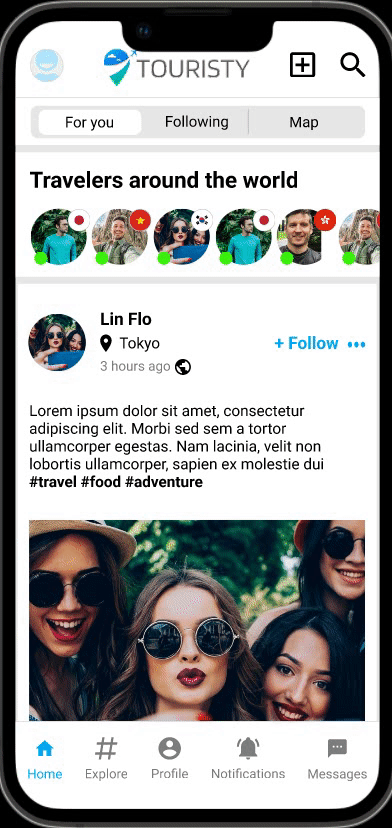 TOURISTY
For you
Following
Map
Travelers around the world
Lin Flo
Tokyo
+ Follow
3 hours ago
Lorem ipsum dolor sit amet, consectetur
adipiscing elit. Morbi sed sem a tortor
ullamcorper egestas. Nam lacinia, velit non
lobortis ullamcorper, sapien ex molestie dui
#travel #food #adventure
Home
Explore
Profile
Notifications
Messages